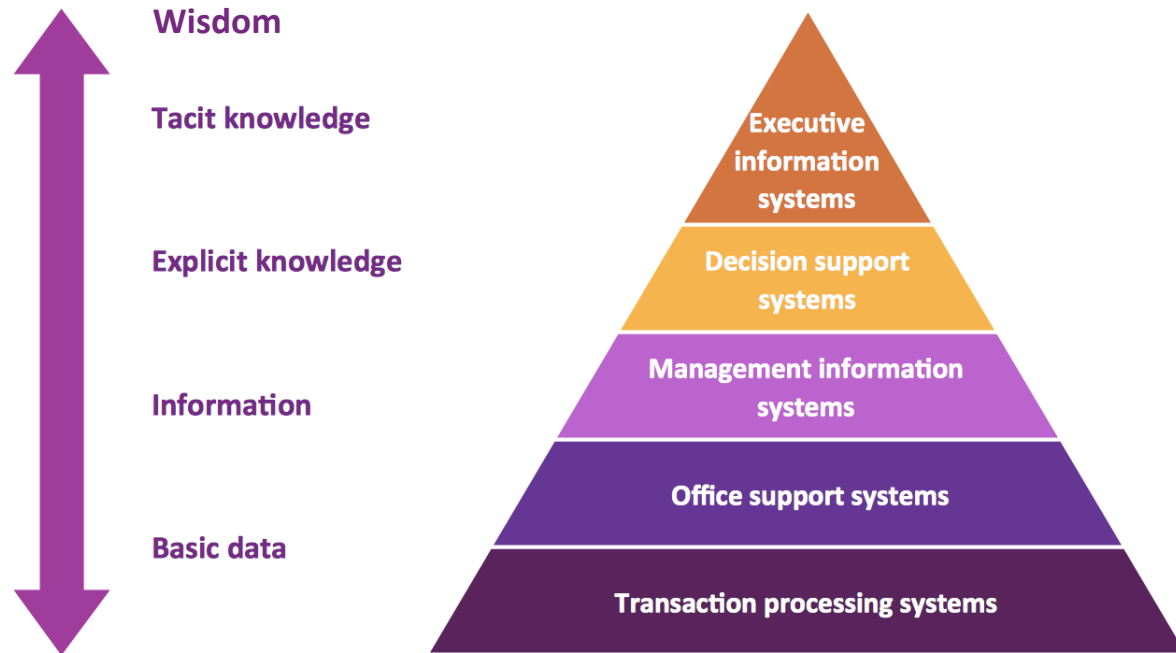 Wisdom
Tacit knowledge
Explicit knowledge
Information
Basic data
Executive
information
systems
Decision support
systems
Management information
systems
Office support systems
Transaction processing systems